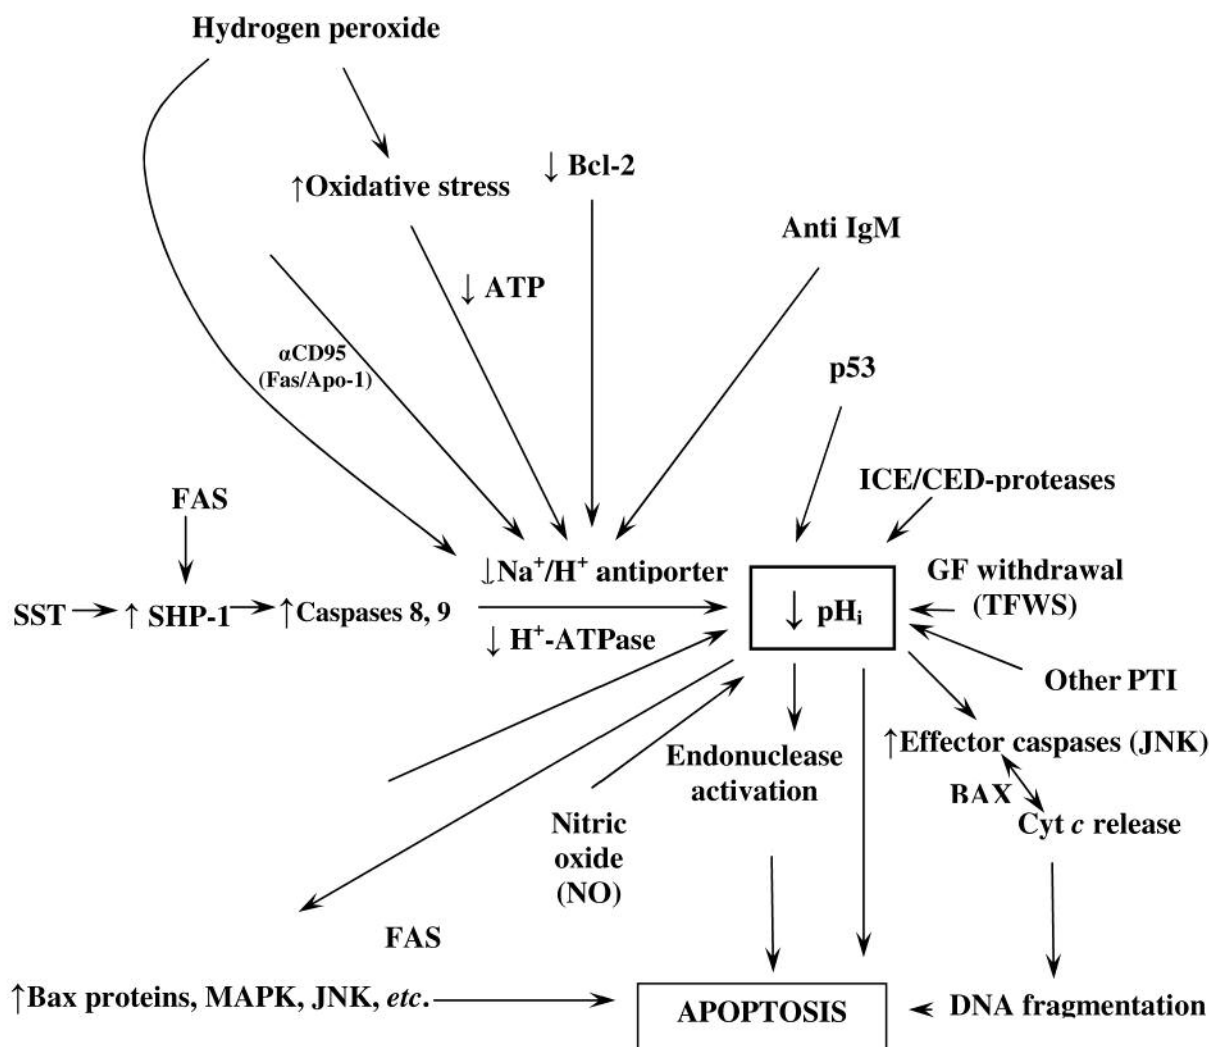 Hydrogen peroxide
↓ Bcl-2
↑Oxidative stress
Anti IgM
↓ ATP
αCD95
(Fas/Apo-1)
p53
ICE/CED-proteases
FAS
↓Na⁺/H⁺ antiporter
GF withdrawal
(TFWS)
SST
↑ SHP-1
↑Caspases 8, 9
↓ pHᵢ
↓ H⁺-ATPase
Other PTI
↑Effector caspases (JNK)
Endonuclease
activation
BAX
Cyt c release
Nitric
oxide
(NO)
FAS
↑Bax proteins, MAPK, JNK, etc.
APOPTOSIS
DNA fragmentation